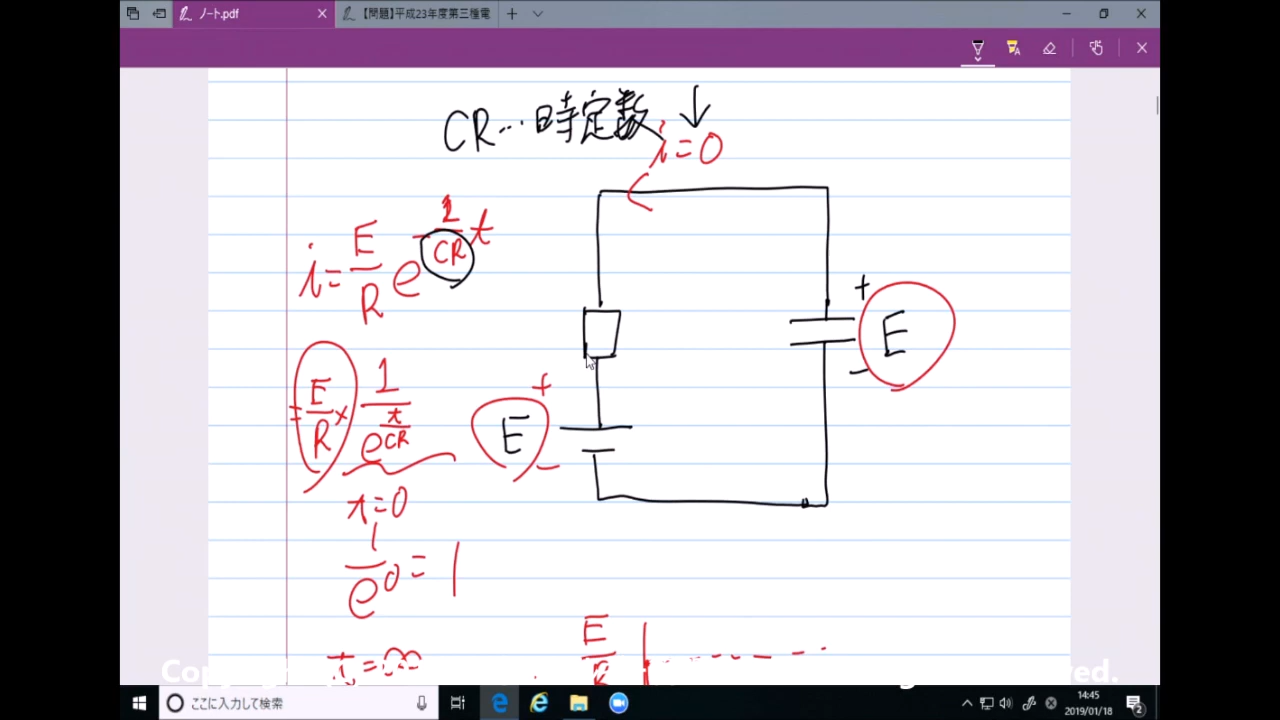 ノート.pdf
【問題】平成23年度第三種電
CR…時定数
i=0
i=E/R e^-1/CR t
+
E
-
=E/R × 1/e^t/CR
+
E
-
t=0
1/e^0=1
t=∞
E/R
ここに入力して検索
14:45
2019/01/18
2